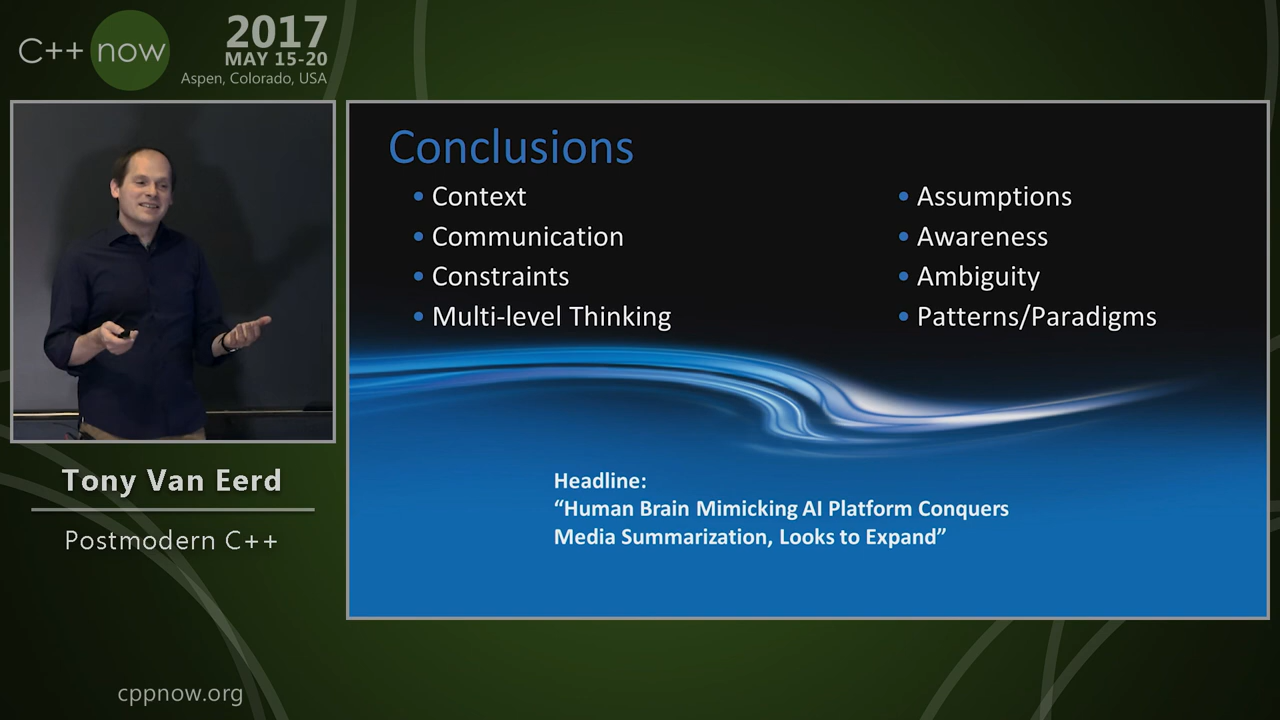 C++ now
2017
MAY 15-20
Aspen, Colorado, USA
Conclusions
• Context
• Communication
• Constraints
• Multi-level Thinking
• Assumptions
• Awareness
• Ambiguity
• Patterns/Paradigms
Headline:
“Human Brain Mimicking AI Platform Conquers
Media Summarization, Looks to Expand”
Tony Van Eerd
Postmodern C++
cppnow.org